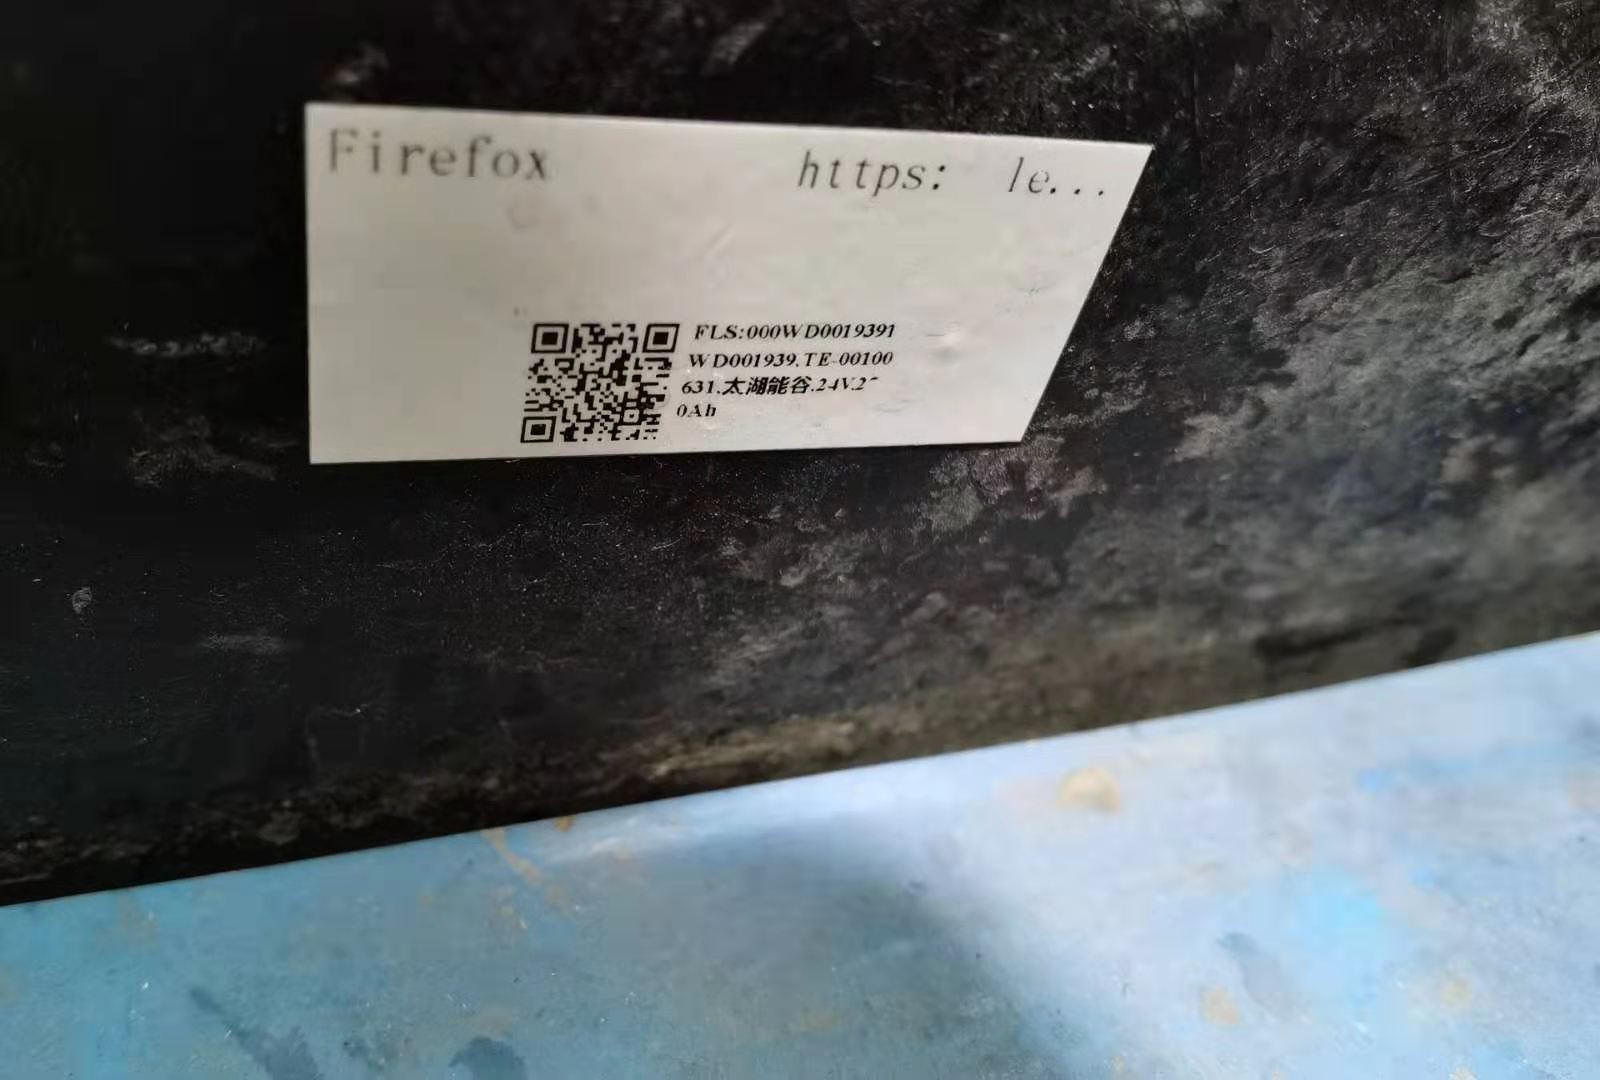 Firefox https: le...
FLS:000WD0019391
WD001939.TE-00100
631.太湖能谷.24V.2
0Ah